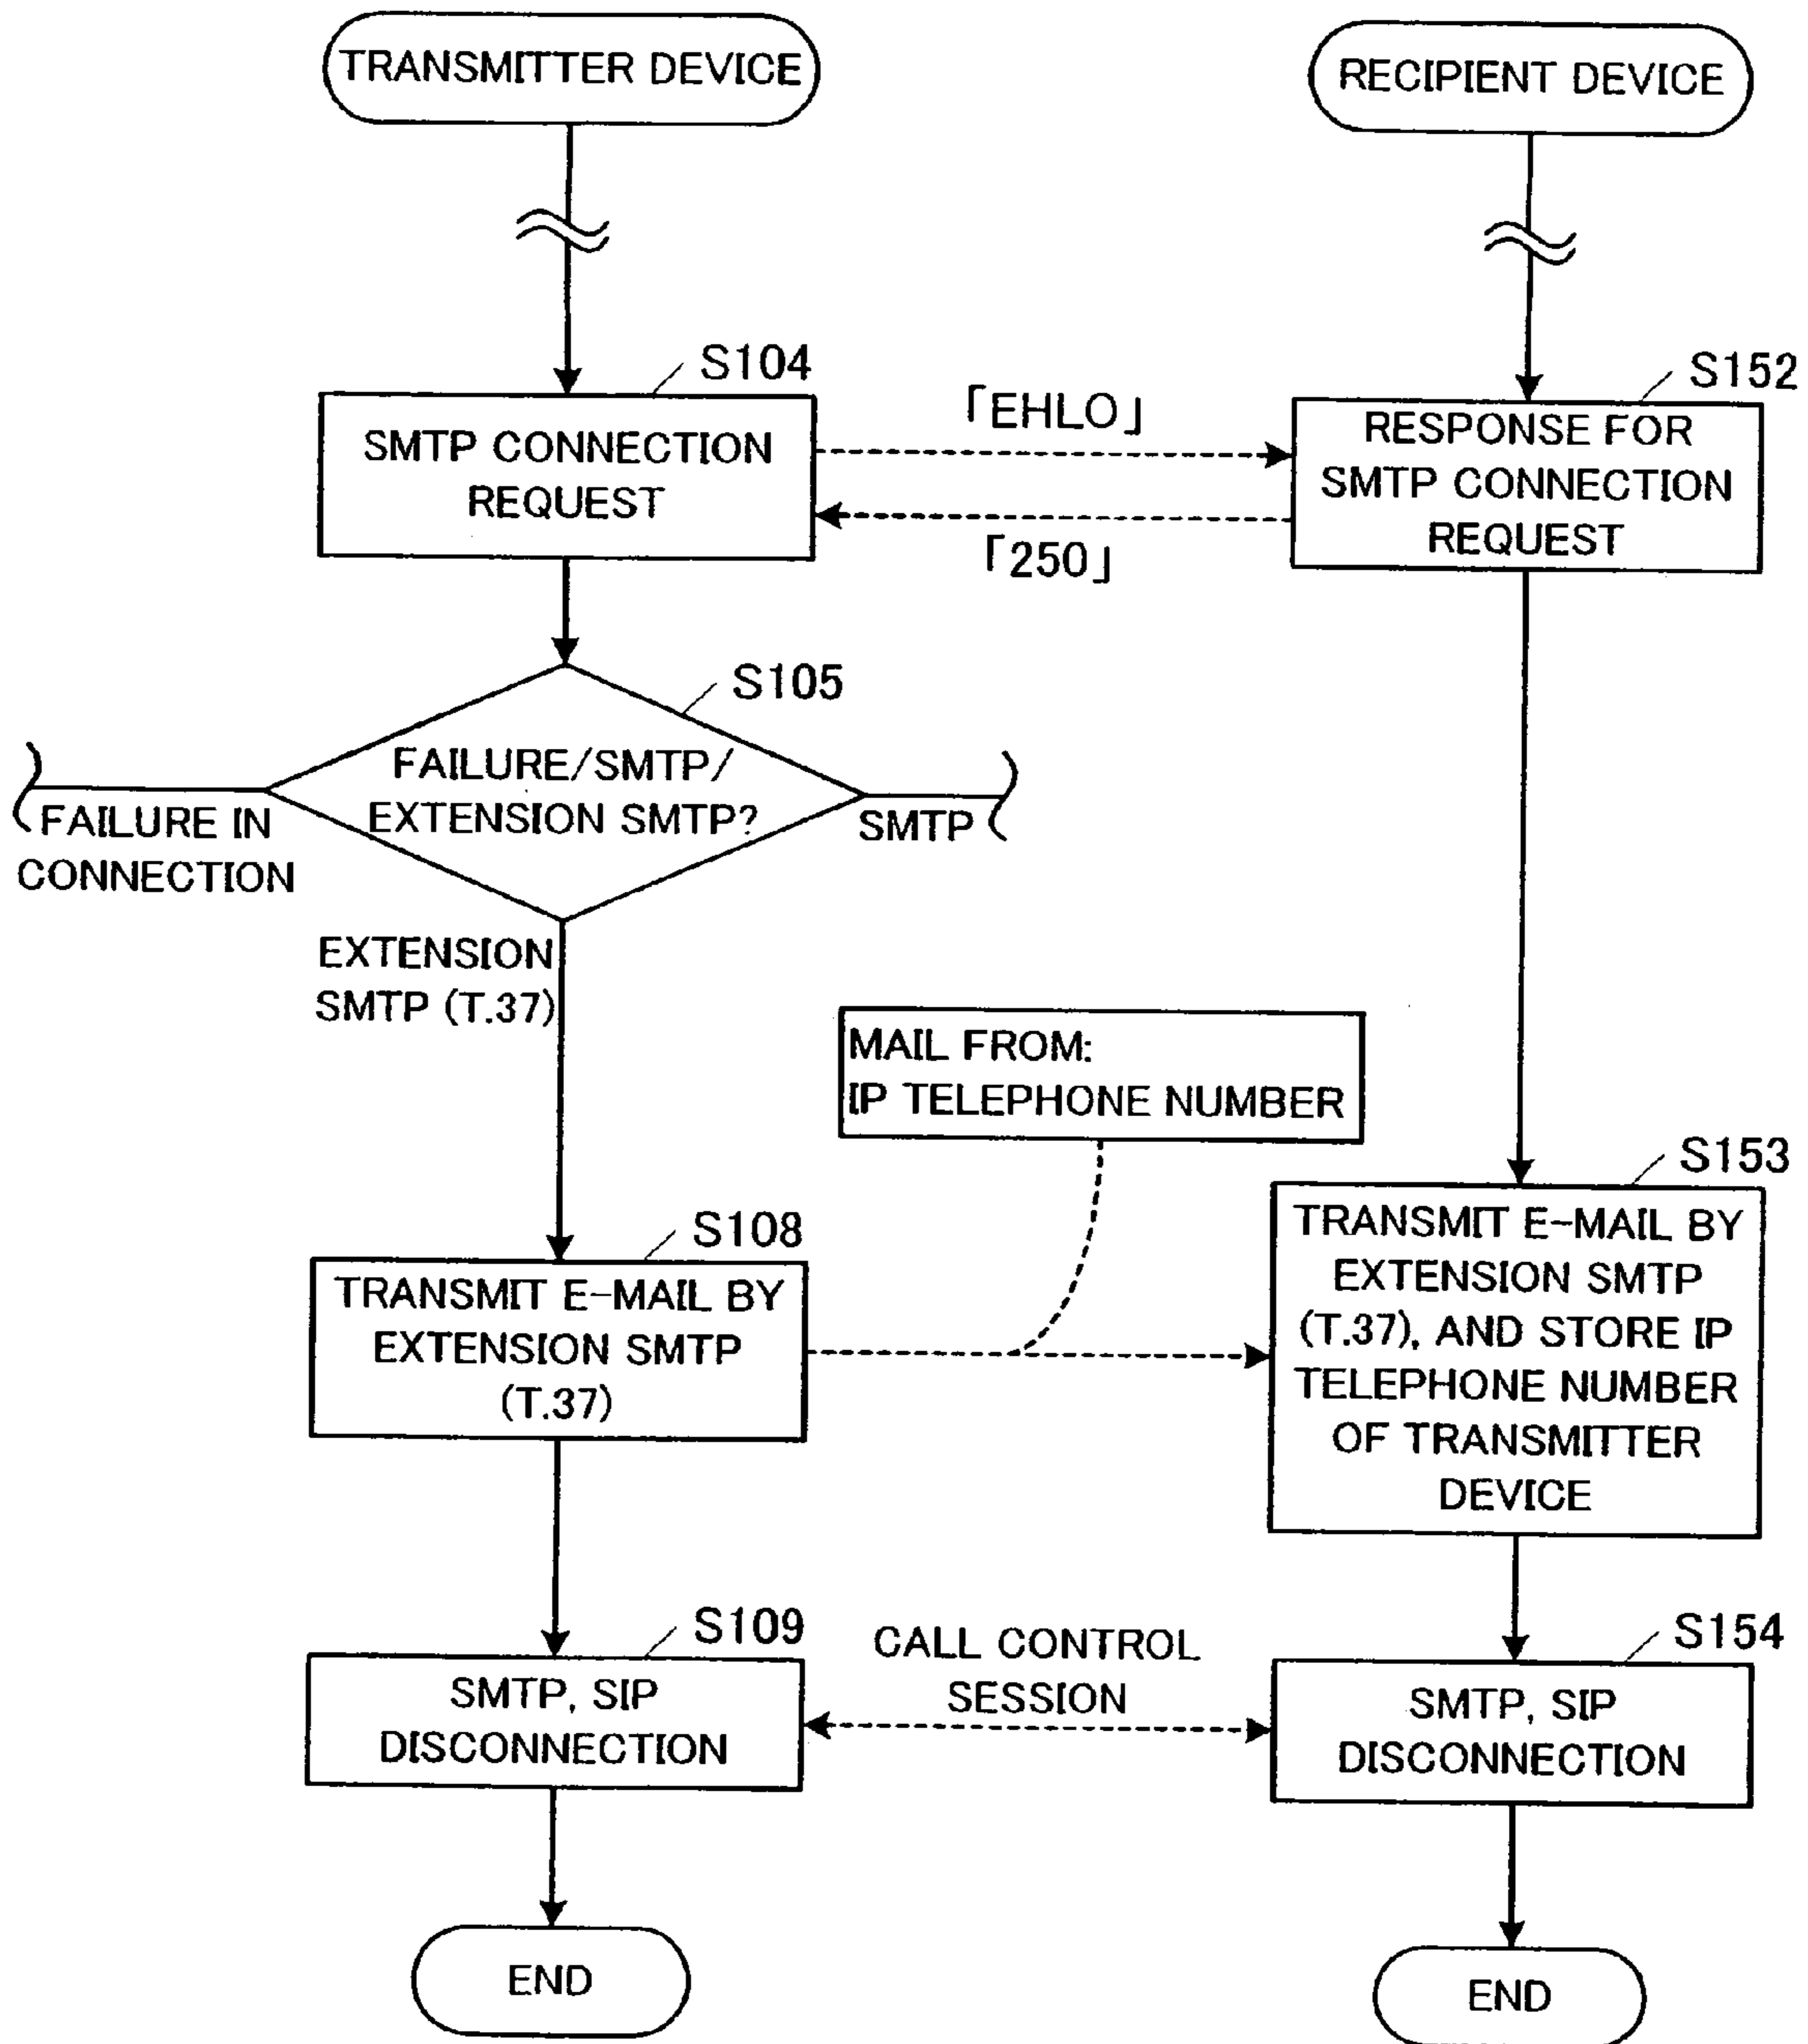 TRANSMITTER DEVICE
RECIPIENT DEVICE
S104
SMTP CONNECTION
REQUEST
「EHLO」
「250」
S152
RESPONSE FOR
SMTP CONNECTION
REQUEST
S105
FAILURE/SMTP/
EXTENSION SMTP?
FAILURE IN
CONNECTION
SMTP
EXTENSION
SMTP (T.37)
MAIL FROM:
IP TELEPHONE NUMBER
S108
TRANSMIT E-MAIL BY
EXTENSION SMTP
(T.37)
S153
TRANSMIT E-MAIL BY
EXTENSION SMTP
(T.37), AND STORE IP
TELEPHONE NUMBER
OF TRANSMITTER
DEVICE
S109
SMTP, SIP
DISCONNECTION
CALL CONTROL
SESSION
S154
SMTP, SIP
DISCONNECTION
END
END